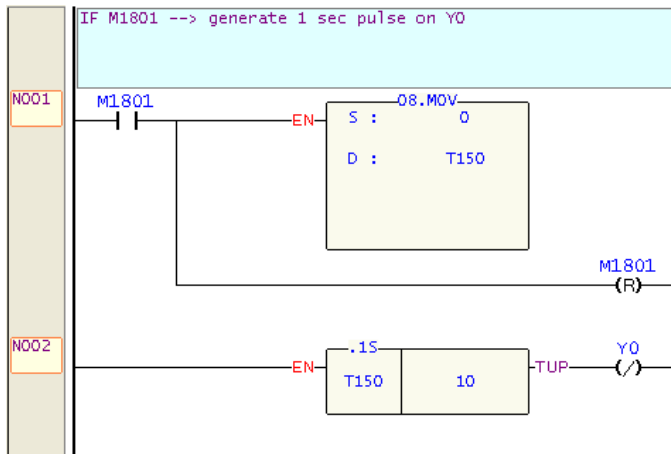 IF M1801 --> generate 1 sec pulse on Y0
N001
M1801
08.MOV
EN
S : 0
D : T150
M1801
(R)
N002
.1S
Y0
EN
TUP
(/)
T150
10